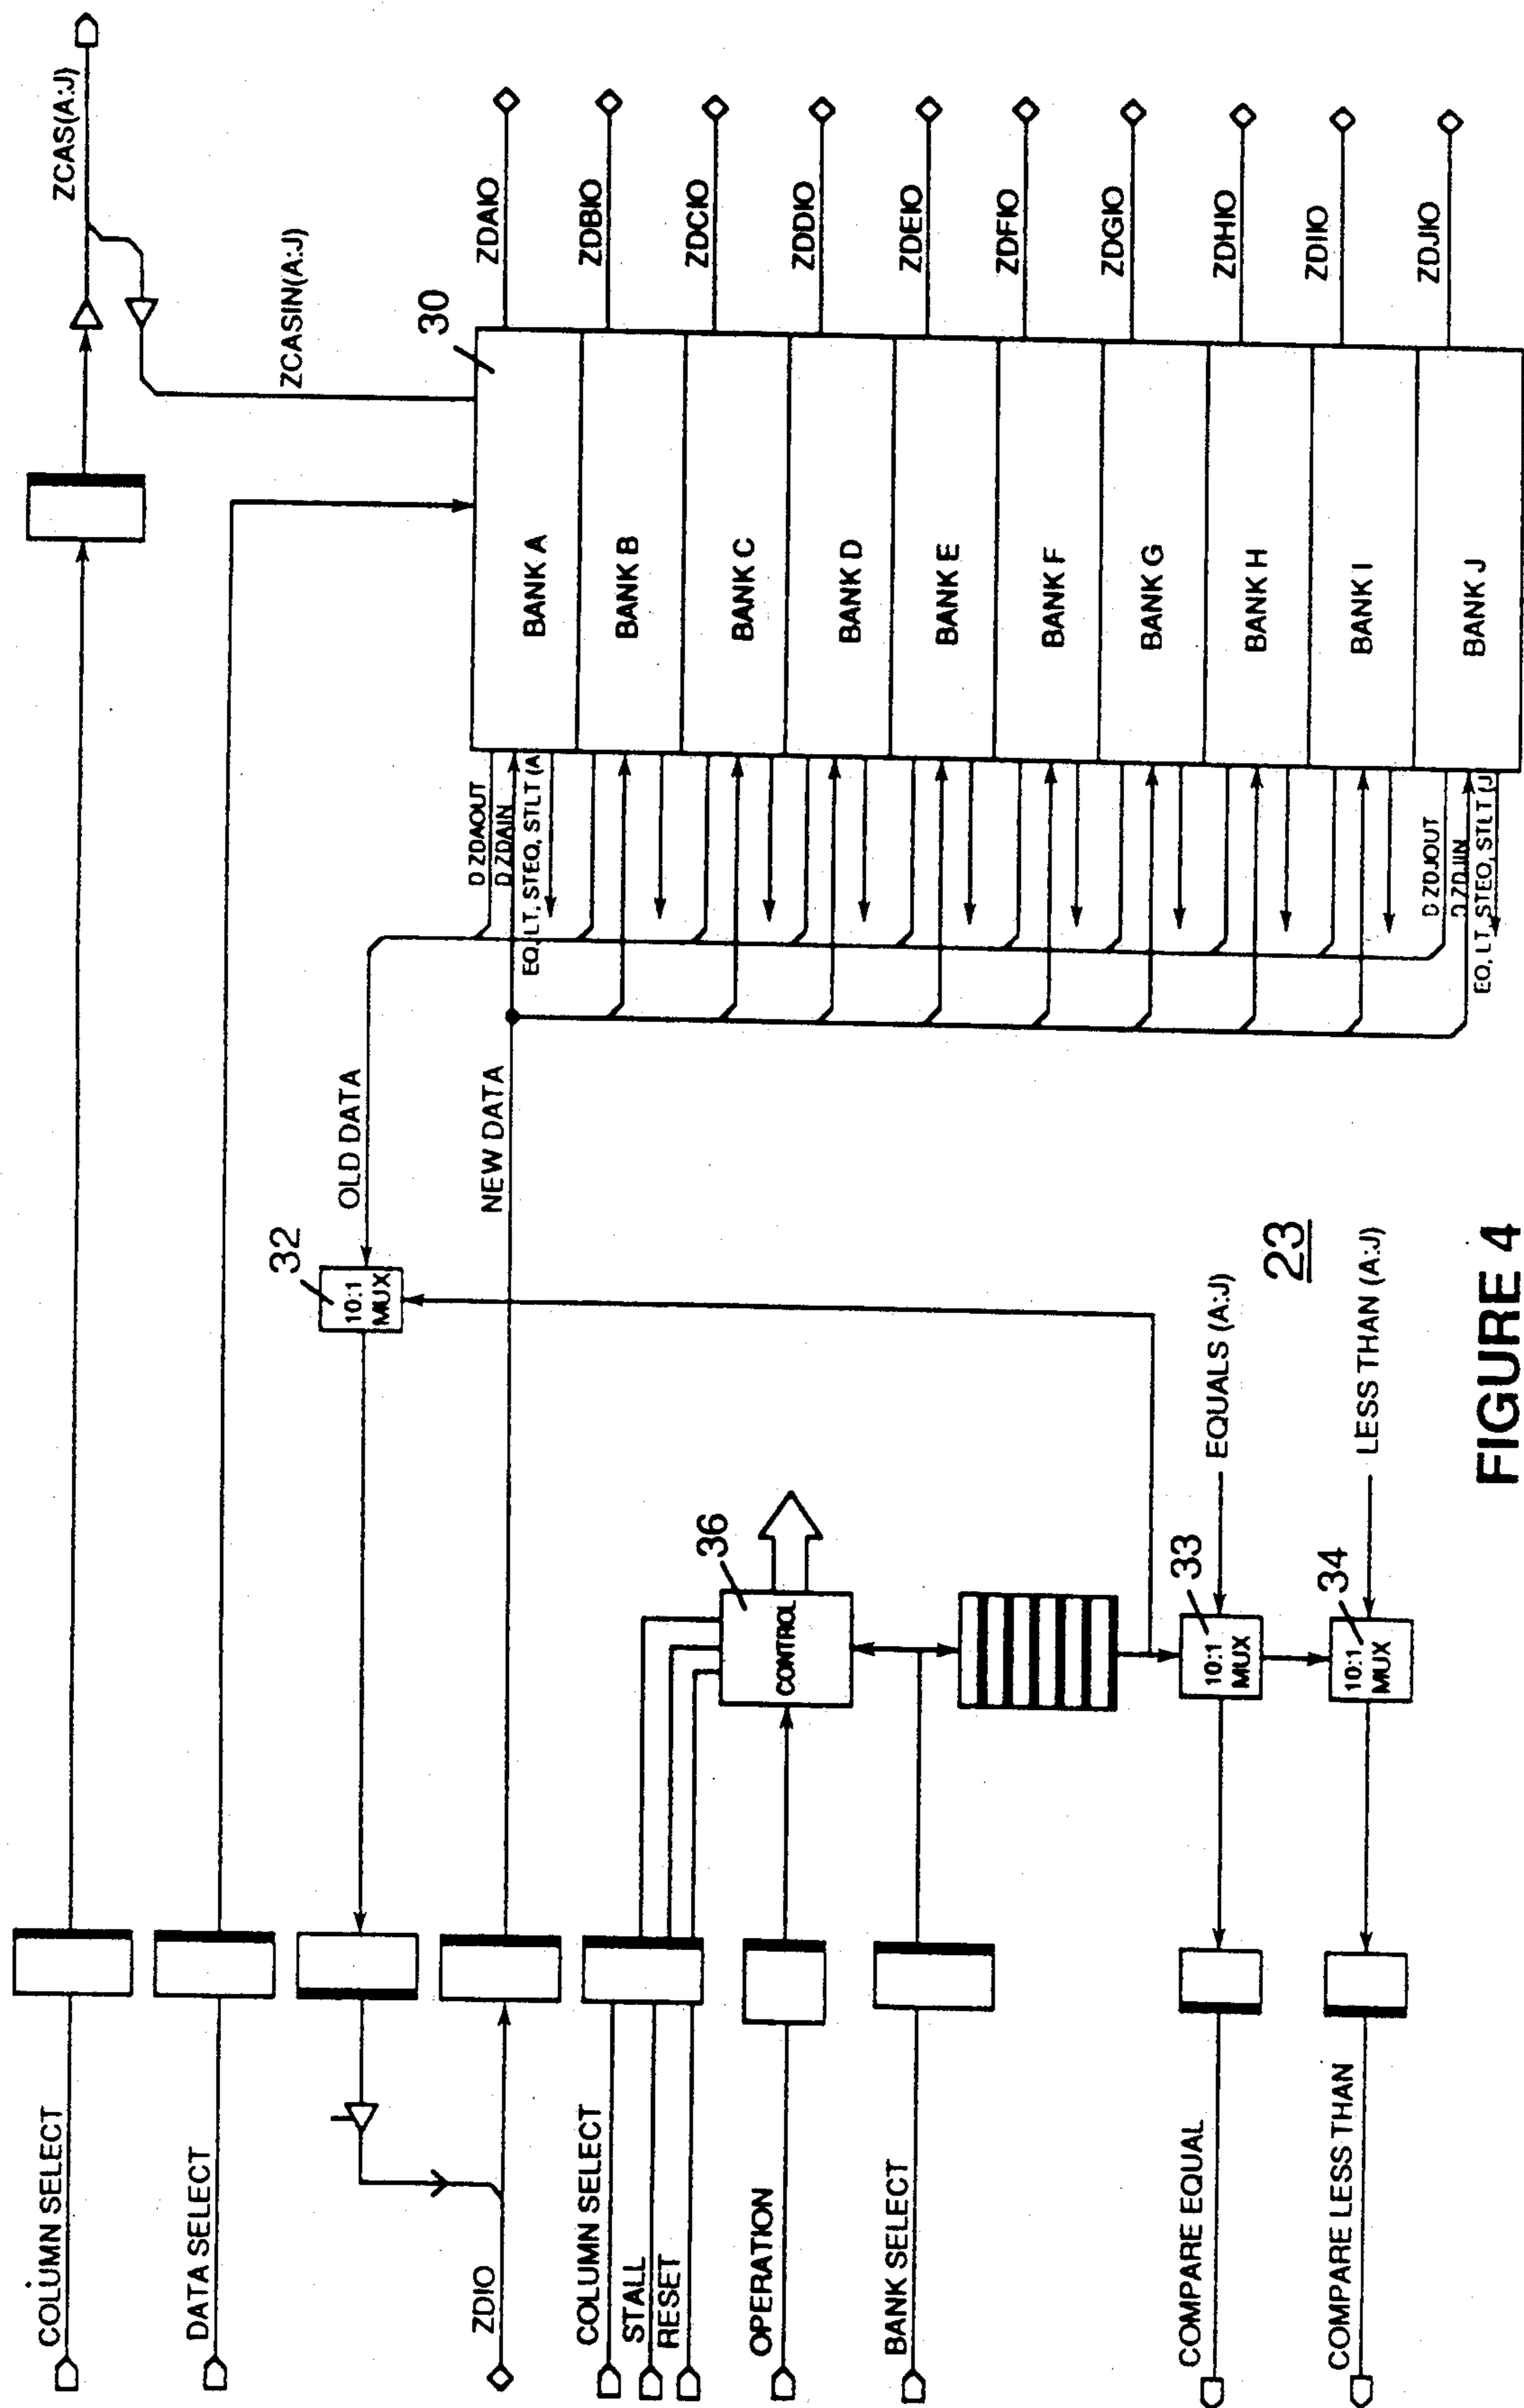 COLUMN SELECT
ZCAS(A:J)
DATA SELECT
ZCASIN(A:J)
32
10:1
MUX
OLD DATA
ZDIO
NEW DATA
30
D ZDAOUT
D ZDAIN
EQ, LT, STEQ, STLT (A
BANK A
ZDAIO
BANK B
ZDBIO
BANK C
ZDCIO
BANK D
ZDDIO
BANK E
ZDEIO
BANK F
ZDFIO
BANK G
ZDGIO
BANK H
ZDHIO
BANK I
ZDIIO
D ZDJOUT
D ZDJIN
EQ, LT, STEQ, STLT (J
BANK J
ZDJIO
COLUMN SELECT
STALL
RESET
36
CONTROL
OPERATION
BANK SELECT
COMPARE EQUAL
33
10:1
MUX
EQUALS (A:J)
COMPARE LESS THAN
34
10:1
MUX
LESS THAN (A:J)
23
FIGURE 4